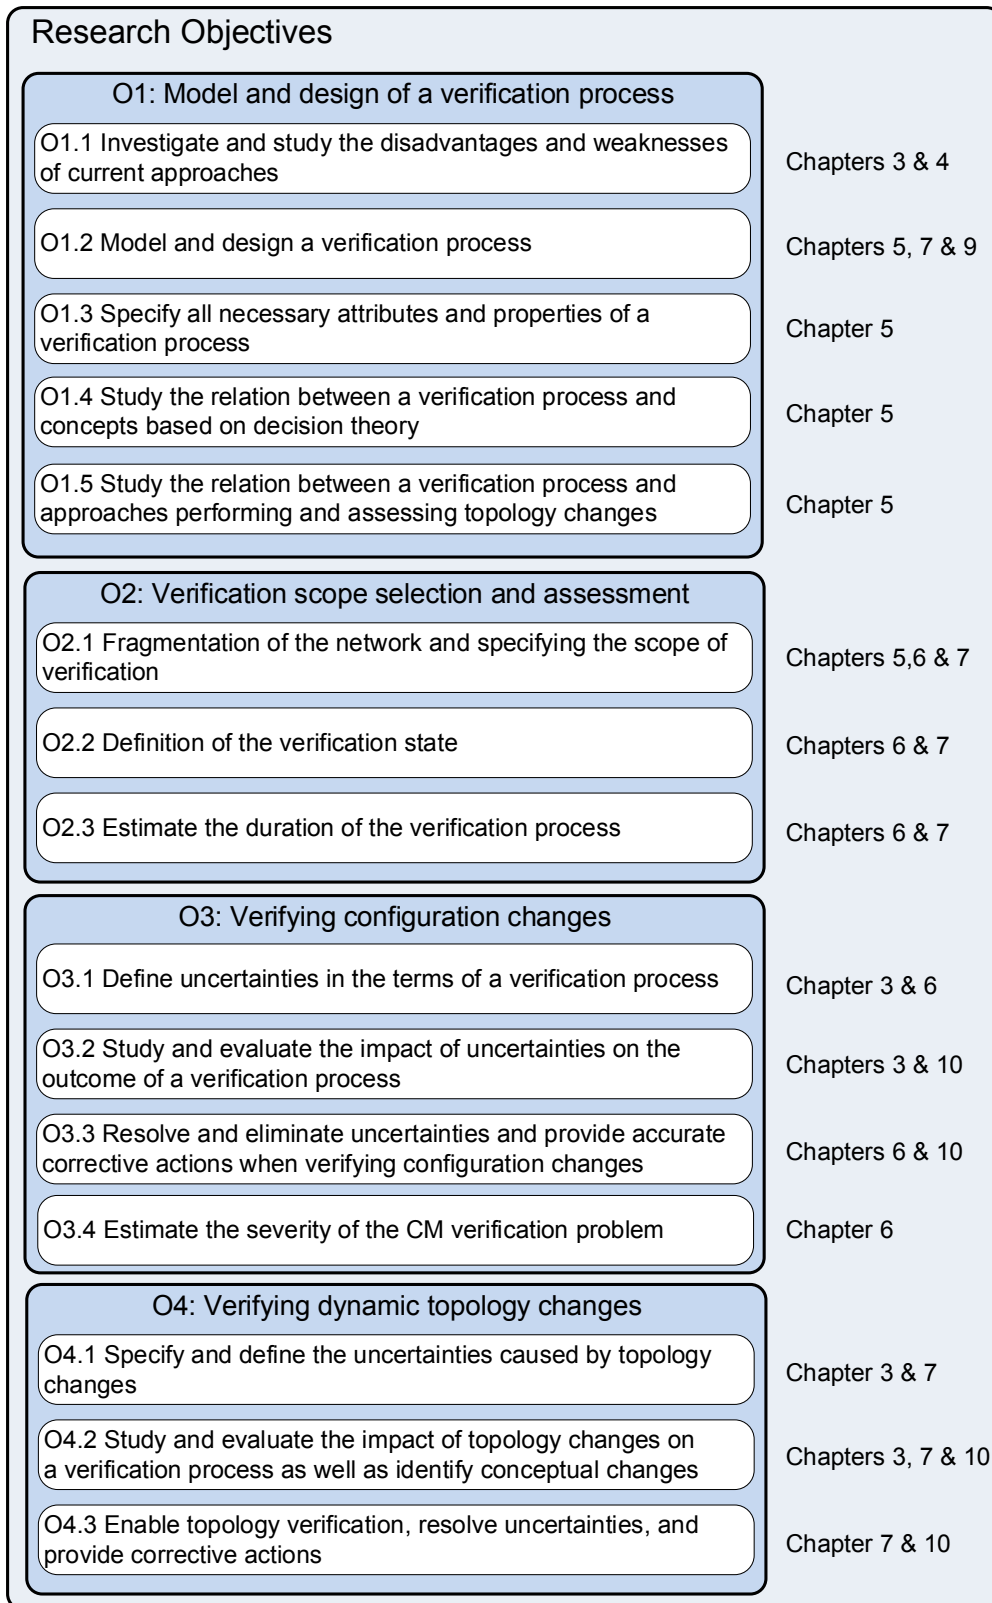 Research Objectives
O1: Model and design of a verification process
O1.1 Investigate and study the disadvantages and weaknesses
of current approaches
Chapters 3 & 4
O1.2 Model and design a verification process
Chapters 5, 7 & 9
O1.3 Specify all necessary attributes and properties of a
verification process
Chapter 5
O1.4 Study the relation between a verification process and
concepts based on decision theory
Chapter 5
O1.5 Study the relation between a verification process and
approaches performing and assessing topology changes
Chapter 5
O2: Verification scope selection and assessment
O2.1 Fragmentation of the network and specifying the scope of
verification
Chapters 5,6 & 7
O2.2 Definition of the verification state
Chapters 6 & 7
O2.3 Estimate the duration of the verification process
Chapters 6 & 7
O3: Verifying configuration changes
O3.1 Define uncertainties in the terms of a verification process
Chapter 3 & 6
O3.2 Study and evaluate the impact of uncertainties on the
outcome of a verification process
Chapters 3 & 10
O3.3 Resolve and eliminate uncertainties and provide accurate
corrective actions when verifying configuration changes
Chapters 6 & 10
O3.4 Estimate the severity of the CM verification problem
Chapter 6
O4: Verifying dynamic topology changes
O4.1 Specify and define the uncertainties caused by topology
changes
Chapter 3 & 7
O4.2 Study and evaluate the impact of topology changes on
a verification process as well as identify conceptual changes
Chapters 3, 7 & 10
O4.3 Enable topology verification, resolve uncertainties, and
provide corrective actions
Chapter 7 & 10